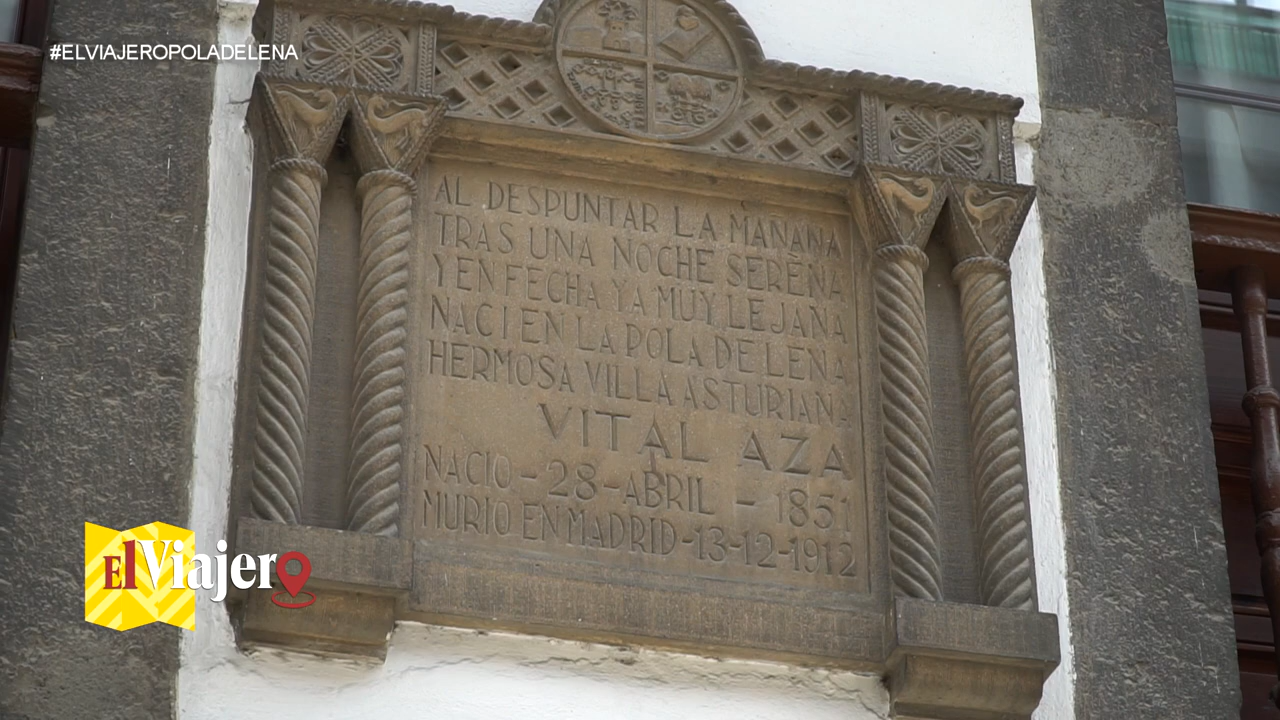 #ELVIAJEROPOLADELENA
AL DESPUNTAR LA MAÑANA
TRAS UNA NOCHE SERENA
Y EN FECHA YA MUY LEJANA
NACI EN LA POLA DE LENA
HERMOSA VILLA ASTURIANA
VITAL AZA
NACIO - 28 - ABRIL - 1851
MURIO EN MADRID - 13-12-1912
El Viajero